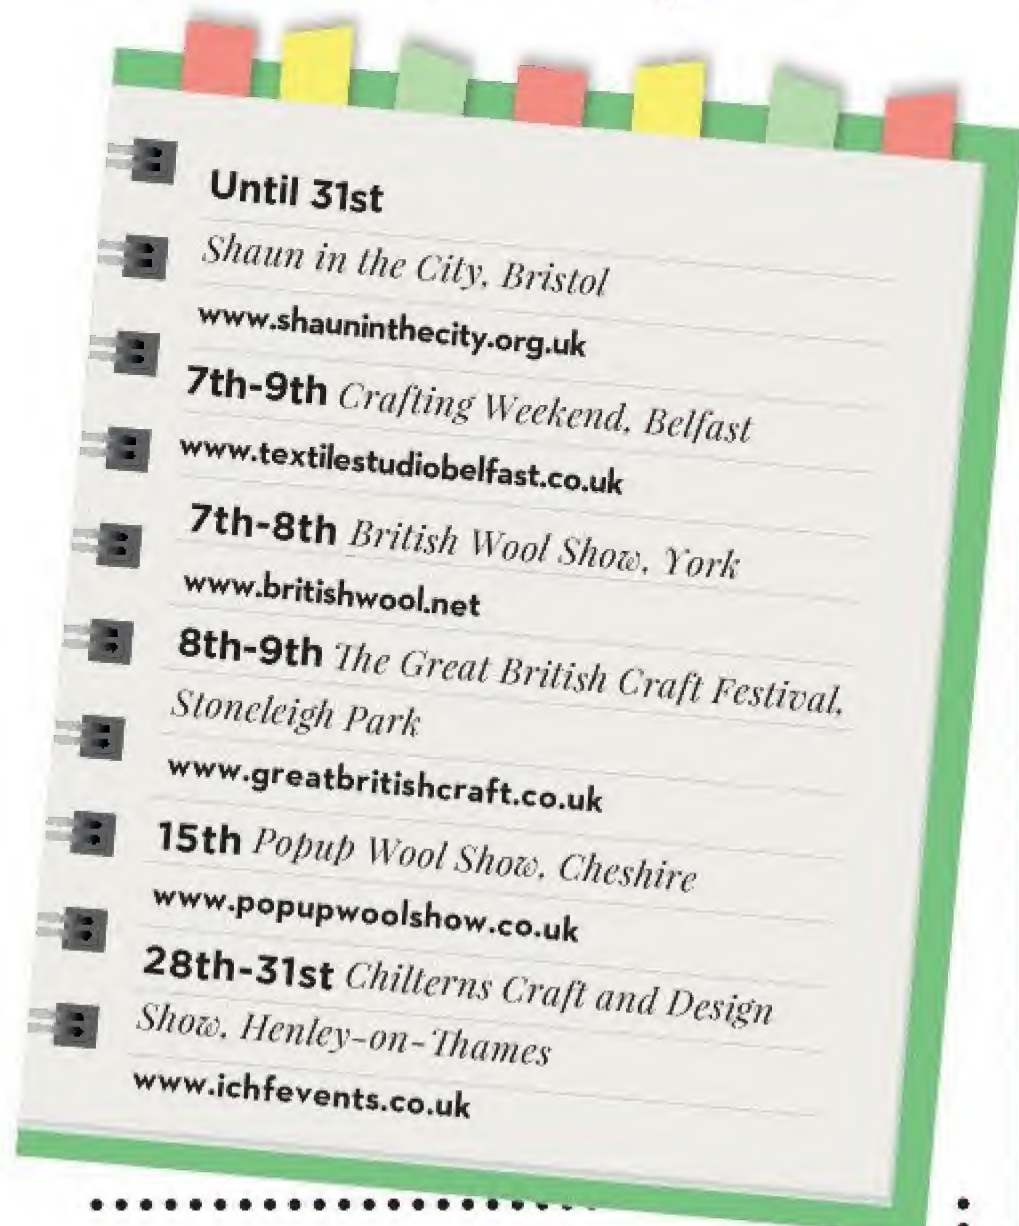 Until 31st
Shaun in the City, Bristol
www.shauninthecity.org.uk
7th-9th Crafting Weekend, Belfast
www.textilestudiobelfast.co.uk
7th-8th British Wool Show, York
www.britishwool.net
8th-9th The Great British Craft Festival,
Stoneleigh Park
www.greatbritishcraft.co.uk
15th Popup Wool Show, Cheshire
www.popupwoolshow.co.uk
28th-31st Chilterns Craft and Design
Show, Henley-on-Thames
www.ichfevents.co.uk